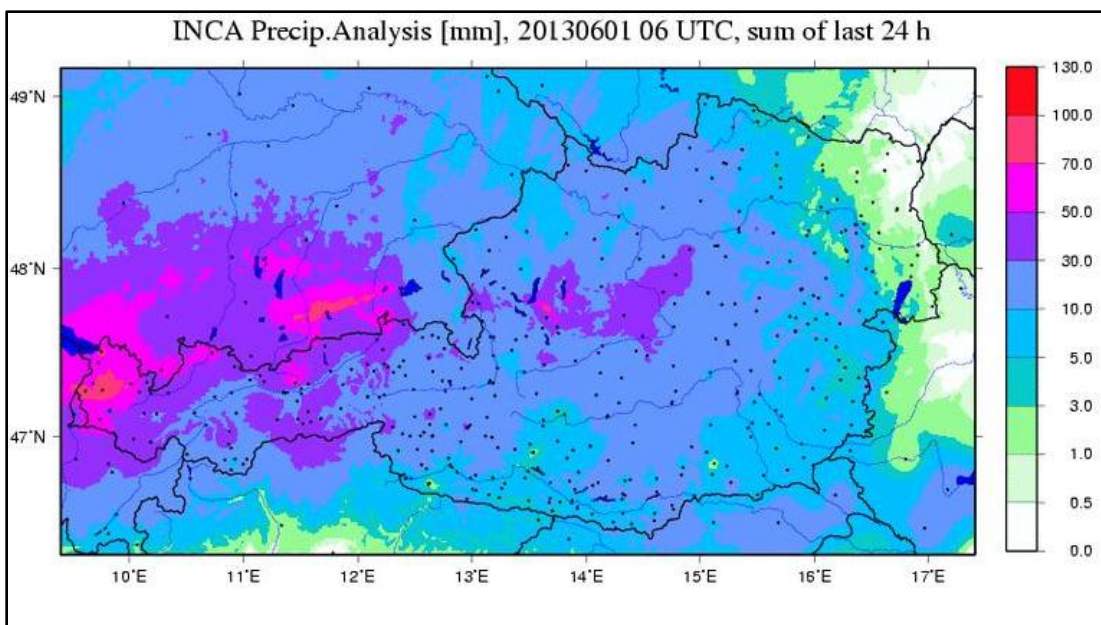 INCA Precip.Analysis [mm], 20130601 06 UTC, sum of last 24 h
49°N
48°N
47°N
10°E
11°E
12°E
13°E
14°E
15°E
16°E
17°E
130.0
100.0
70.0
50.0
30.0
10.0
5.0
3.0
1.0
0.5
0.0